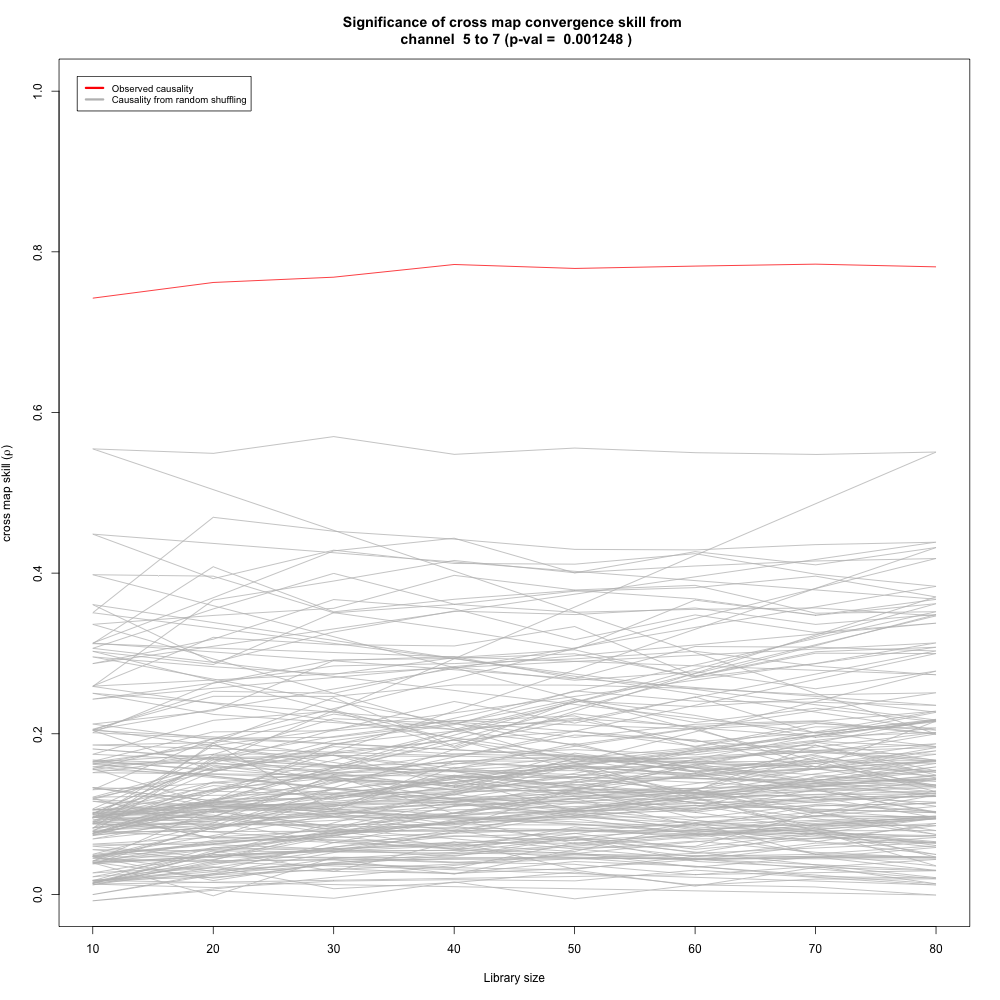 Significance of cross map convergence skill from
channel  5 to 7 (p-val =  0.001248 )
Observed causality
Causality from random shuffling
cross map skill (ρ)
1.0
0.8
0.6
0.4
0.2
0.0
10 20 30 40 50 60 70 80
Library size